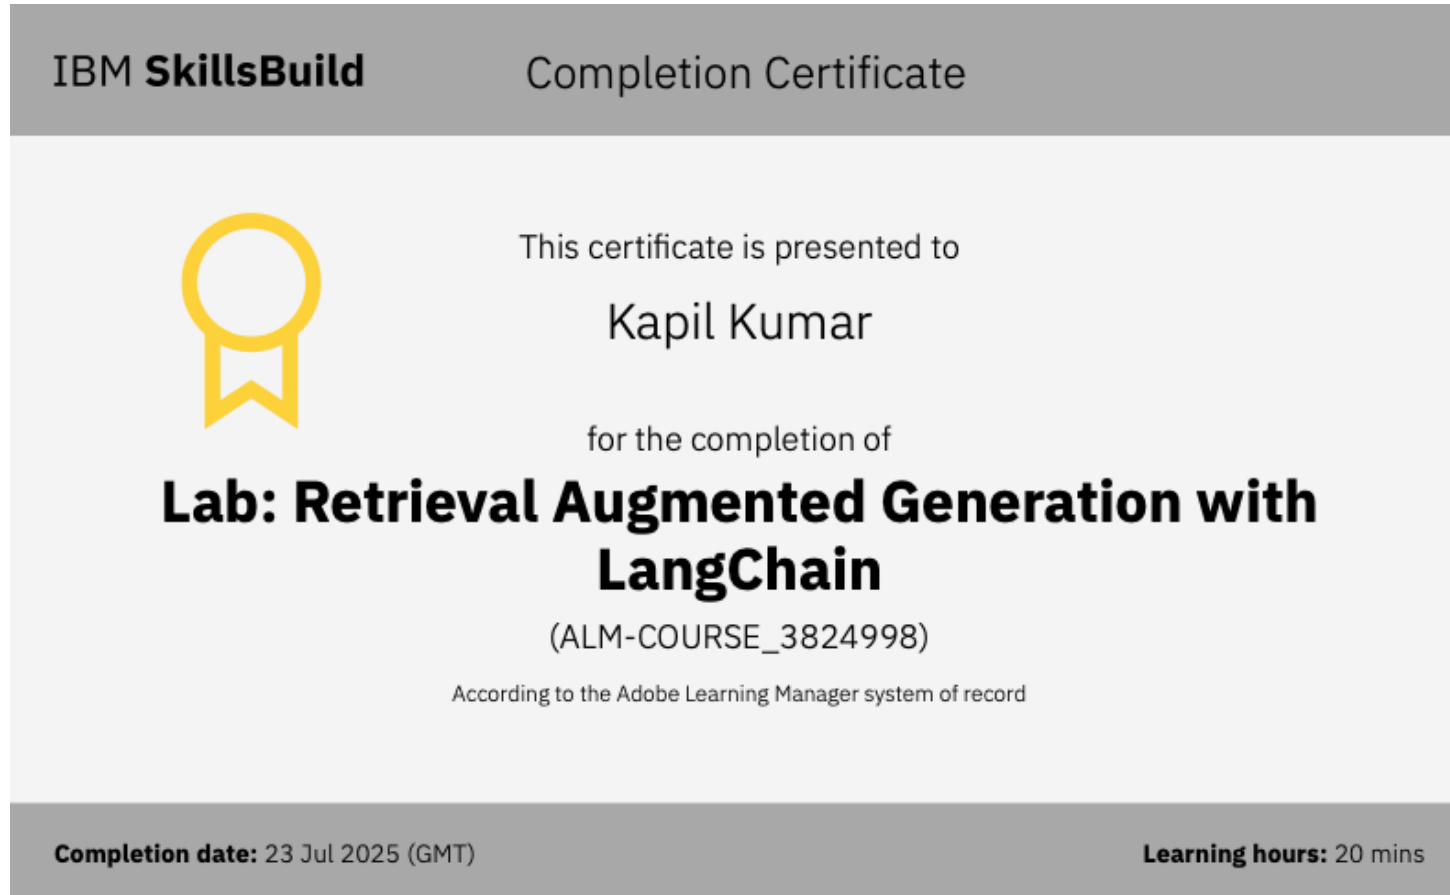 IBM SkillsBuild
Completion Certificate
This certificate is presented to
Kapil Kumar
for the completion of
Lab: Retrieval Augmented Generation with
LangChain
(ALM-COURSE_3824998)
According to the Adobe Learning Manager system of record
Completion date: 23 Jul 2025 (GMT)
Learning hours: 20 mins